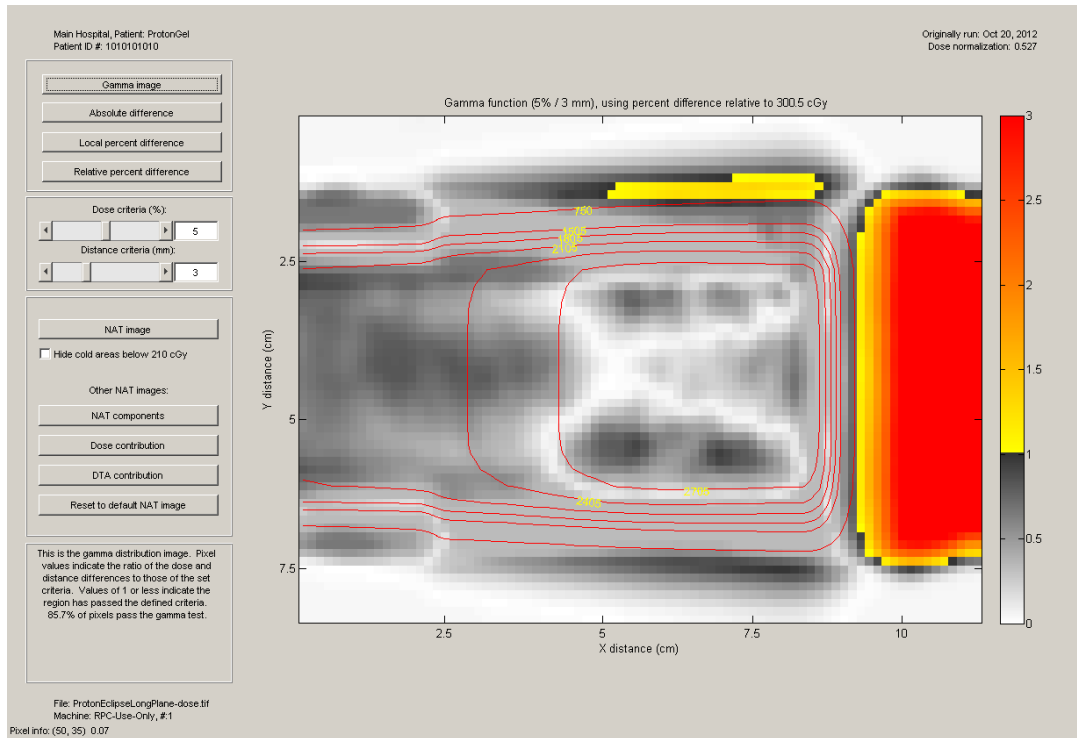 Main Hospital, Patient: ProtonGel
Patient ID #: 1010101010
Originally run: Oct 20, 2012
Dose normalization: 0.527
Gamma image
Absolute difference
Local percent difference
Relative percent difference
Dose criteria (%):
5
Distance criteria (mm):
3
NAT image
Hide cold areas below 210 cGy
Other NAT images:
NAT components
Dose contribution
DTA contribution
Reset to default NAT image
This is the gamma distribution image. Pixel
values indicate the ratio of the dose and
distance differences to those of the set
criteria. Values of 1 or less indicate the
region has passed the defined criteria.
85.7% of pixels pass the gamma test.
File: ProtonEclipseLongPlane-dose.tif
Machine: RPC-Use-Only, #:1
Pixel info: (50, 35) 0.07
Gamma function (5% / 3 mm), using percent difference relative to 300.5 cGy
750
2105
2705
Y distance (cm)
2.5
5
7.5
2.5
5
7.5
10
X distance (cm)
3
2.5
2
1.5
1
0.5
0